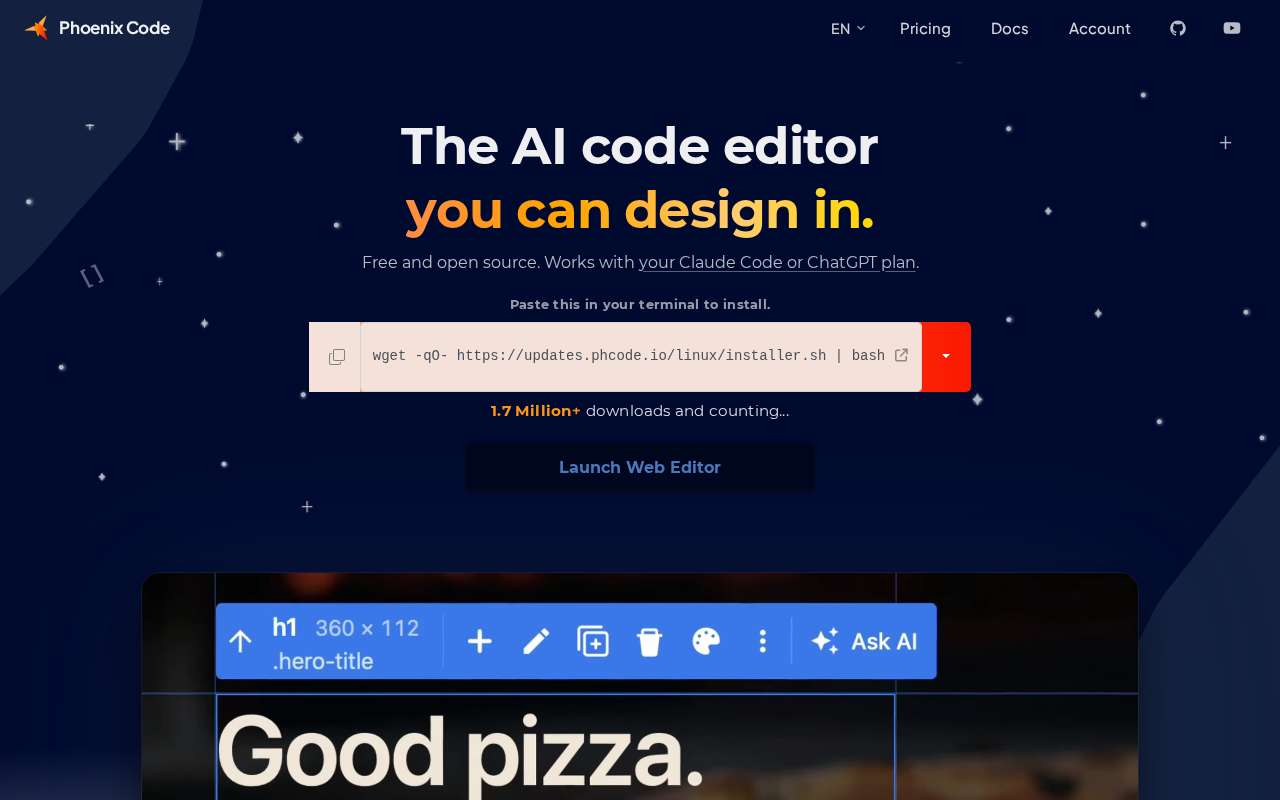 Phoenix Code
EN
Pricing
Docs
Account
The AI code editor
you can design in.
Free and open source. Works with your Claude Code or ChatGPT plan.
Paste this in your terminal to install.
wget -qO- https://updates.phcode.io/linux/installer.sh | bash
1.7 Million+ downloads and counting...
Launch Web Editor
[ ]
h1 360 × 112
.hero-title
Ask AI
Good pizza.